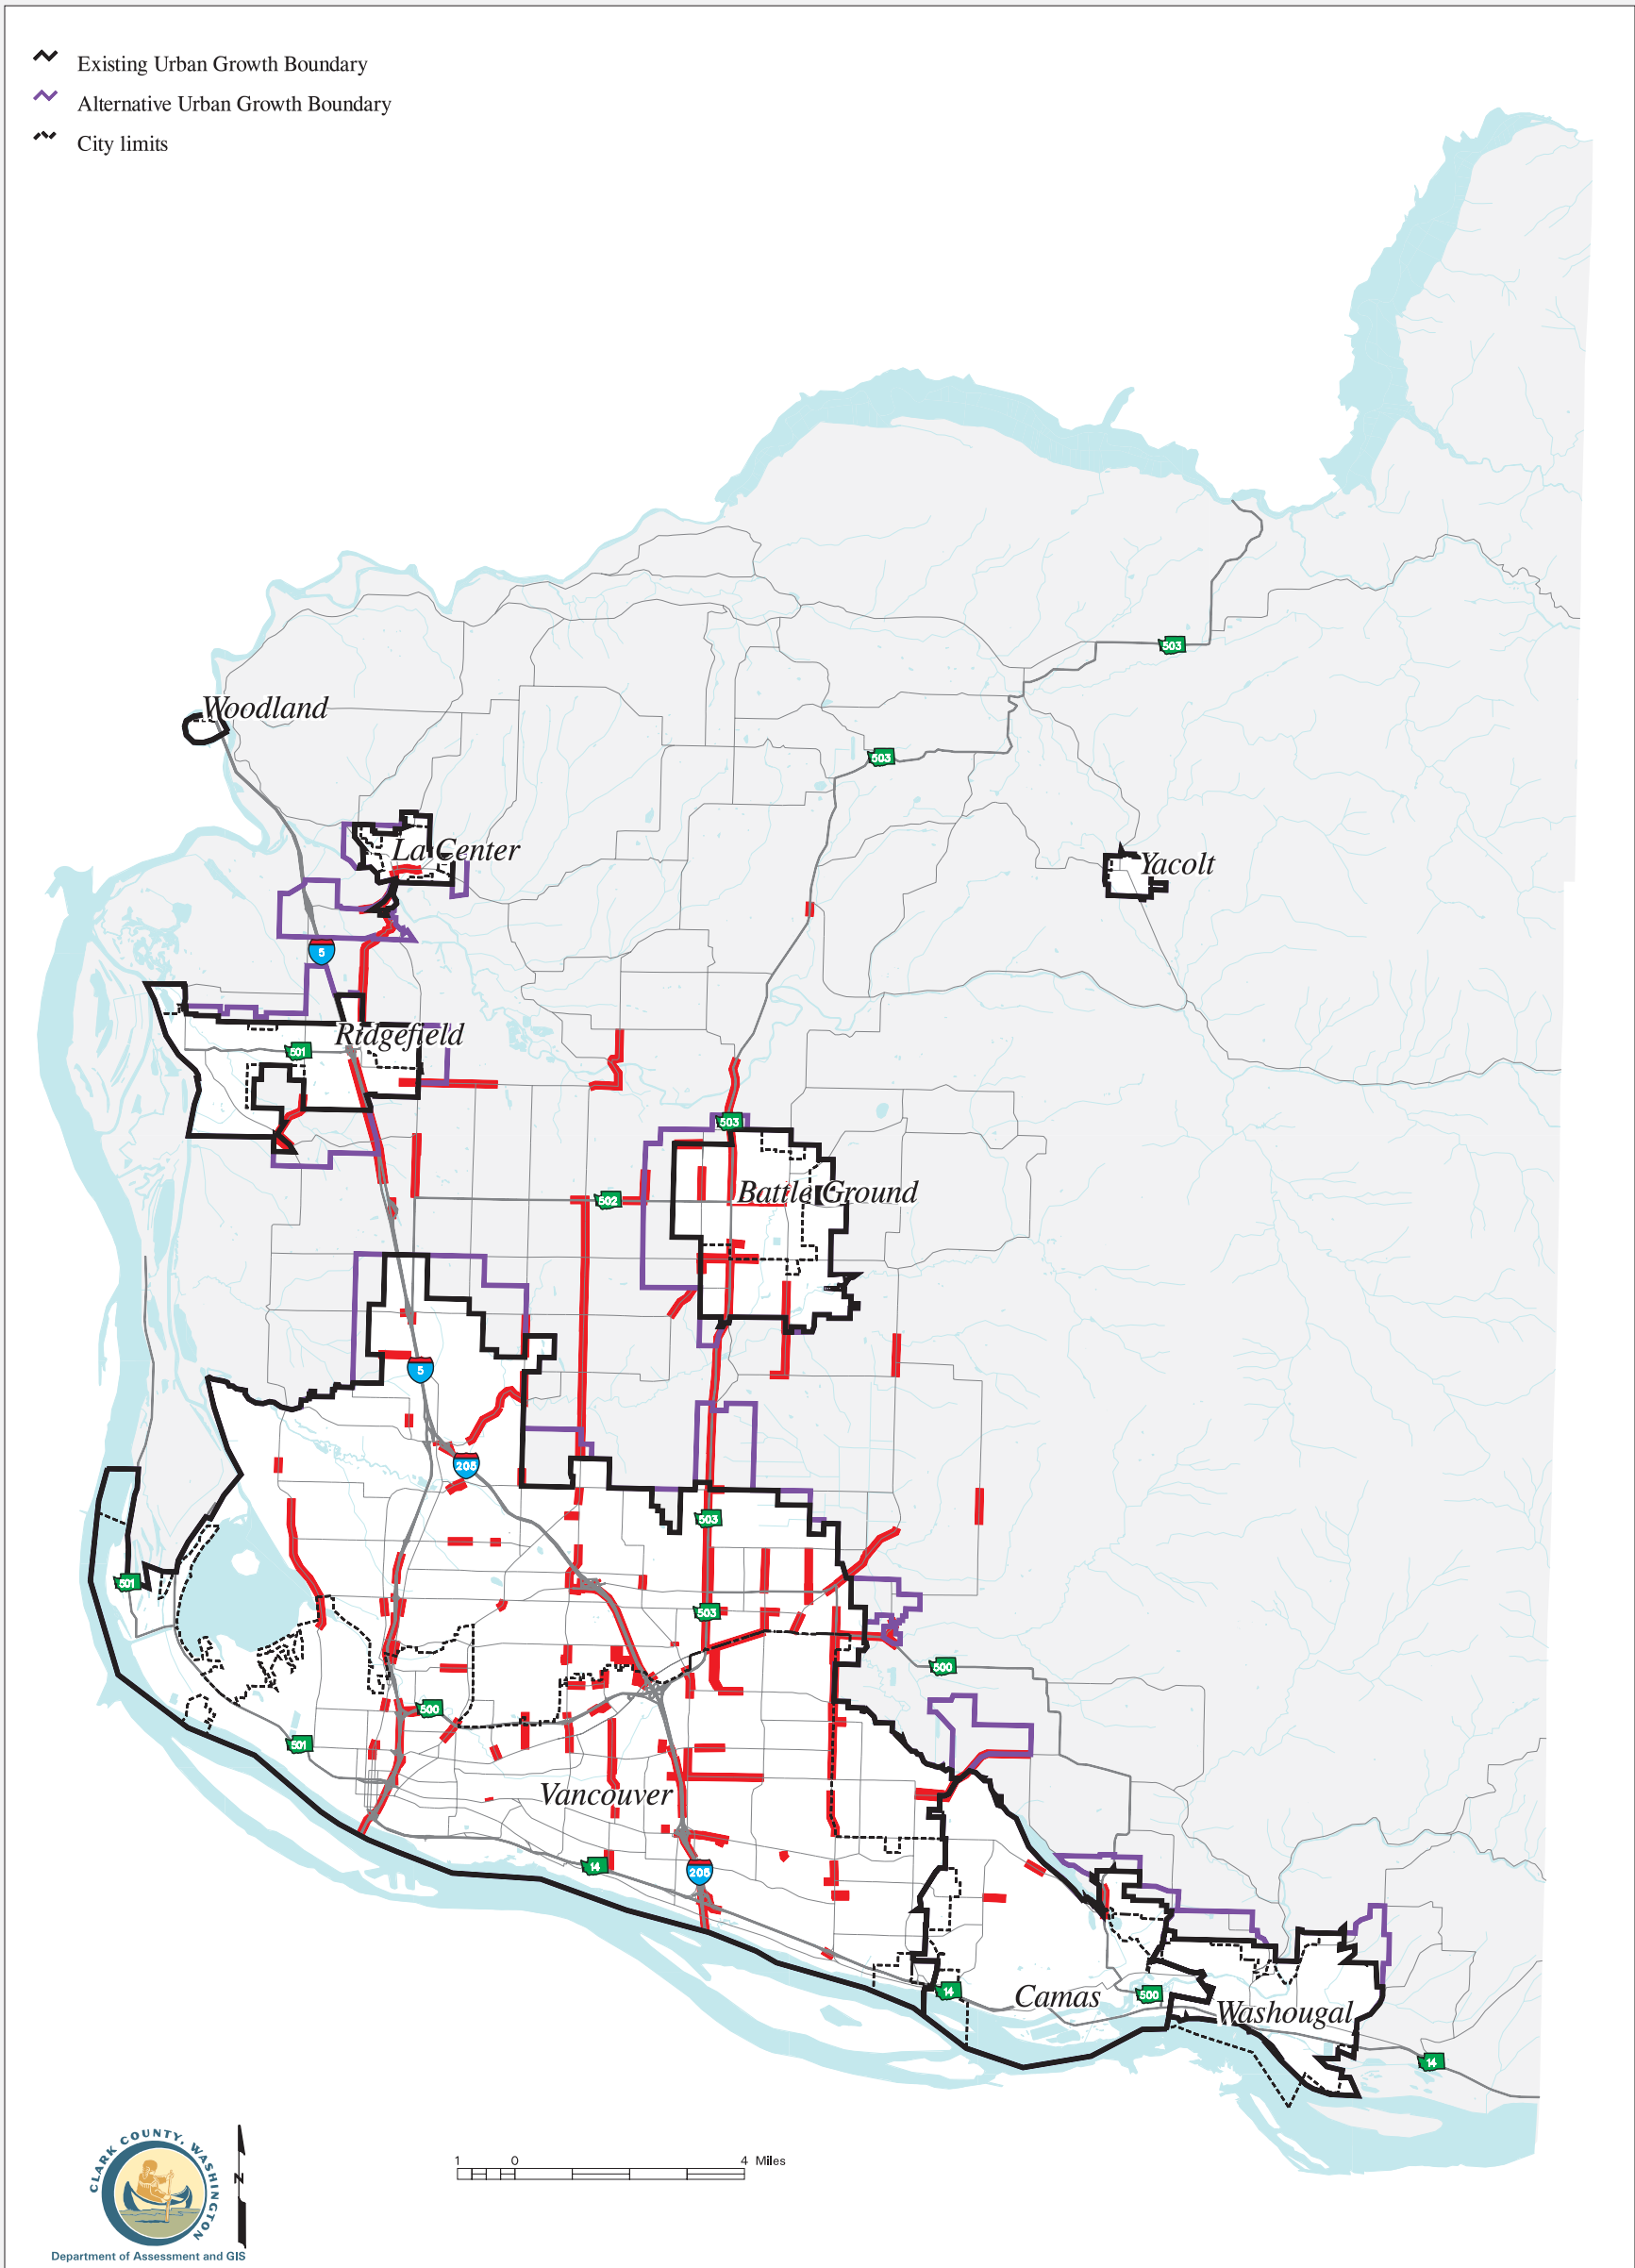 Existing Urban Growth Boundary
Alternative Urban Growth Boundary
City limits
503
Woodland
503
La Center
Yacolt
5
Ridgefield
501
503
Battle Ground
502
5
205
503
501
503
500
500
501
Vancouver
14
205
Camas
14
500
Washougal
14
CLARK COUNTY, WASHINGTON
N
1 0 4 Miles
Department of Assessment and GIS